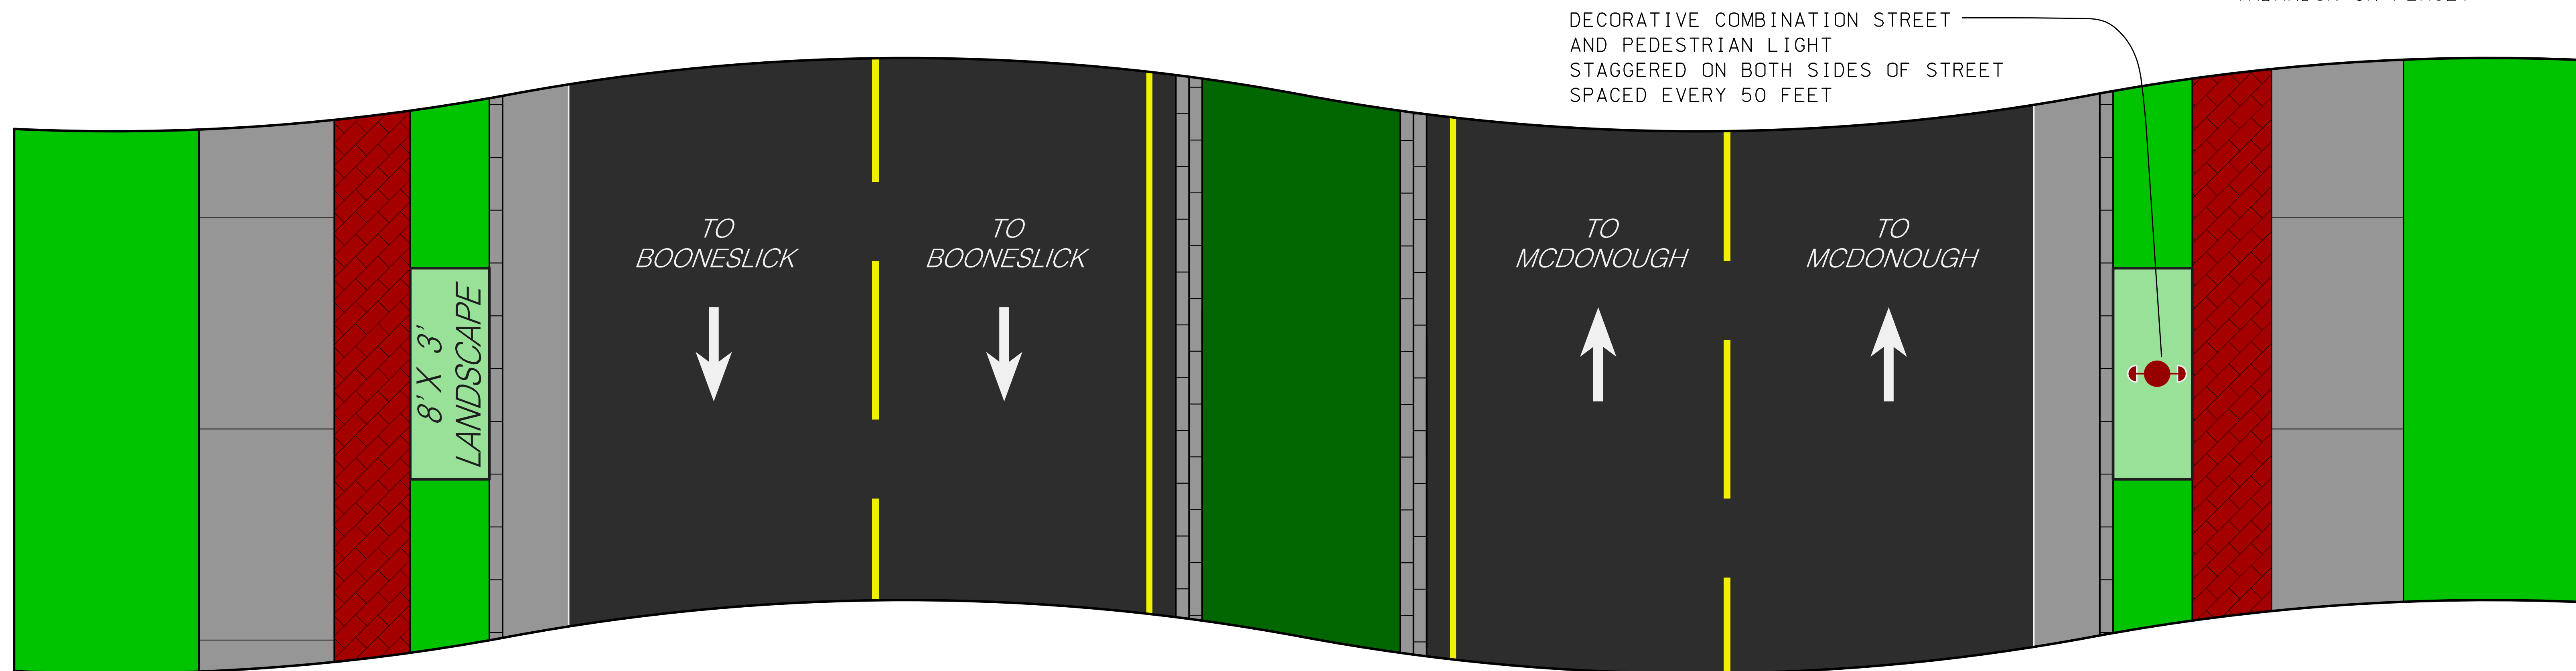 DECORATIVE COMBINATION STREET
AND PEDESTRIAN LIGHT
STAGGERED ON BOTH SIDES OF STREET
SPACED EVERY 50 FEET
TO
BOONESLICK
TO
BOONESLICK
TO
MCDONOUGH
TO
MCDONOUGH
8' X 3'
LANDSCAPE